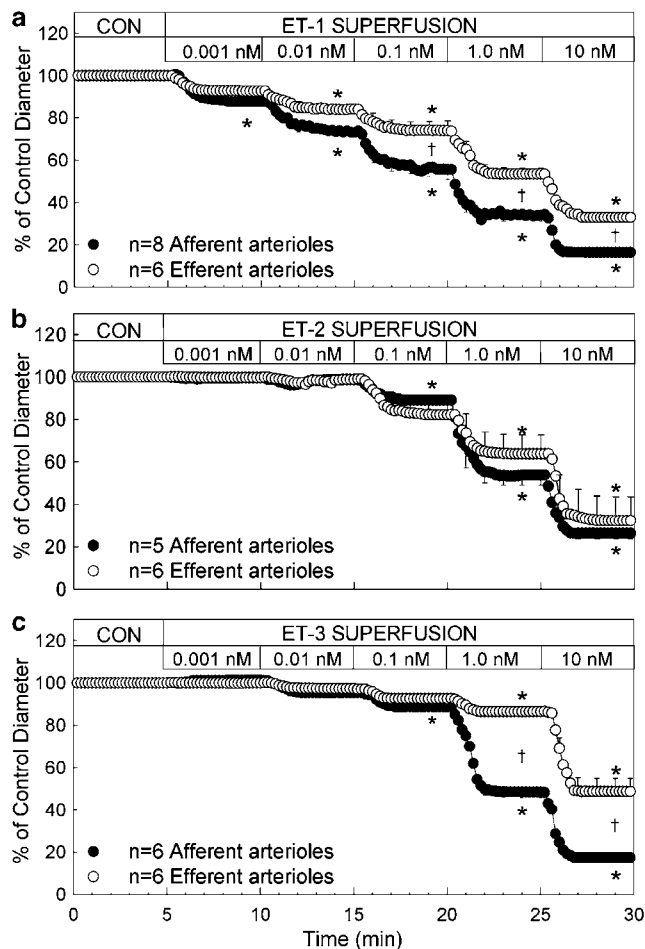 a
CON ET-1 SUPERFUSION
0.001 nM 0.01 nM 0.1 nM 1.0 nM 10 nM
% of Control Diameter
120
100
80
60
40
20
0
* * * * * * * * *
† † †
n=8 Afferent arterioles
n=6 Efferent arterioles
b
CON ET-2 SUPERFUSION
0.001 nM 0.01 nM 0.1 nM 1.0 nM 10 nM
% of Control Diameter
120
100
80
60
40
20
0
* * * * *
n=5 Afferent arterioles
n=6 Efferent arterioles
c
CON ET-3 SUPERFUSION
0.001 nM 0.01 nM 0.1 nM 1.0 nM 10 nM
% of Control Diameter
120
100
80
60
40
20
0
* * * * *
† †
n=6 Afferent arterioles
n=6 Efferent arterioles
0 5 10 15 20 25 30
Time (min)